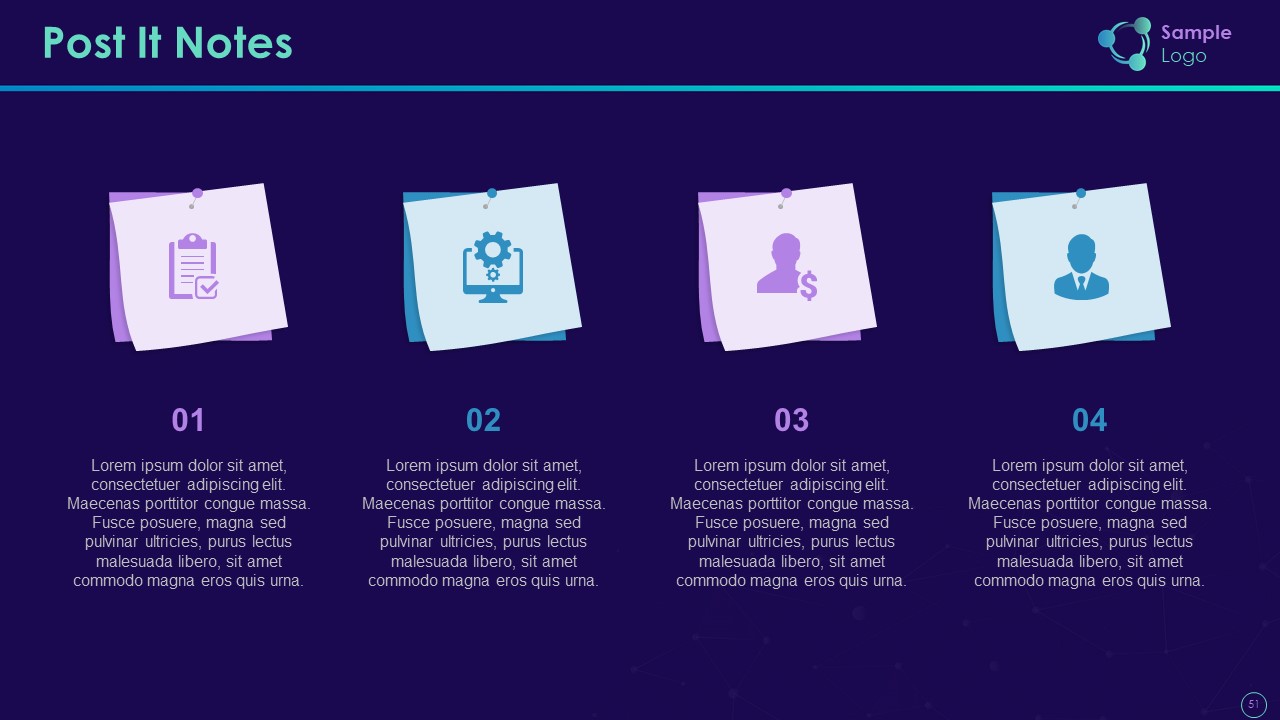 Post It Notes
Sample
Logo
01
Lorem ipsum dolor sit amet,
consectetuer adipiscing elit.
Maecenas porttitor congue massa.
Fusce posuere, magna sed
pulvinar ultricies, purus lectus
malesuada libero, sit amet
commodo magna eros quis urna.
02
Lorem ipsum dolor sit amet,
consectetuer adipiscing elit.
Maecenas porttitor congue massa.
Fusce posuere, magna sed
pulvinar ultricies, purus lectus
malesuada libero, sit amet
commodo magna eros quis urna.
03
Lorem ipsum dolor sit amet,
consectetuer adipiscing elit.
Maecenas porttitor congue massa.
Fusce posuere, magna sed
pulvinar ultricies, purus lectus
malesuada libero, sit amet
commodo magna eros quis urna.
04
Lorem ipsum dolor sit amet,
consectetuer adipiscing elit.
Maecenas porttitor congue massa.
Fusce posuere, magna sed
pulvinar ultricies, purus lectus
malesuada libero, sit amet
commodo magna eros quis urna.
51